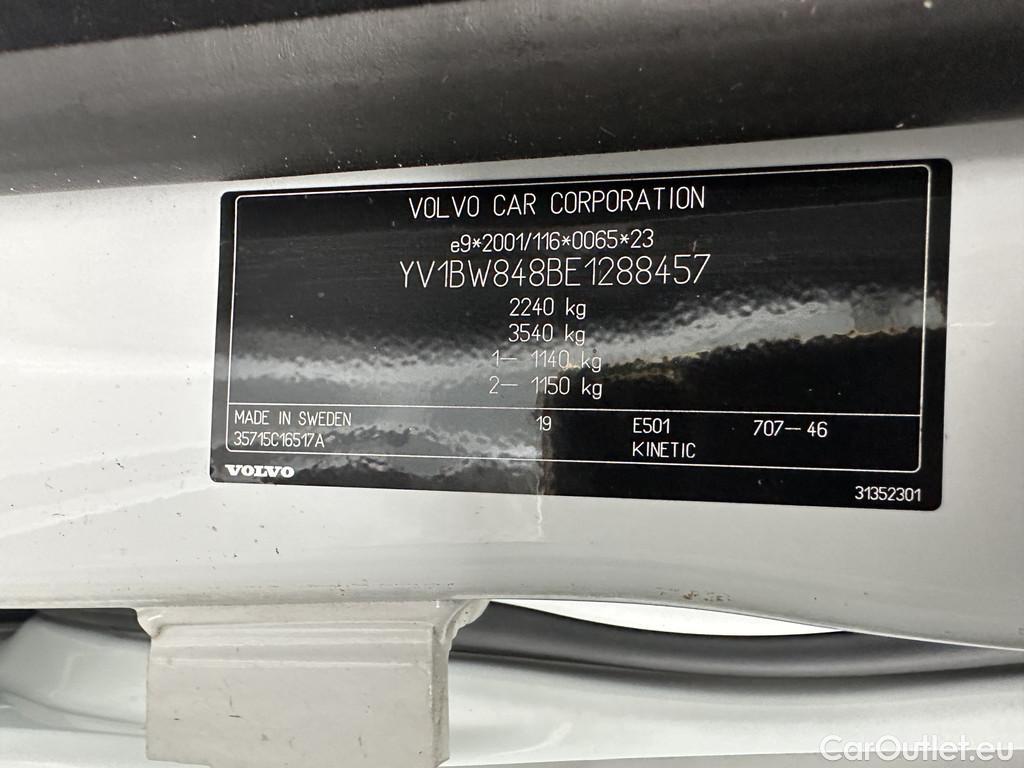 VOLVO CAR CORPORATION
e9*2001/116*0065*23
YV1BW848BE1288457
2240 kg
3540 kg
1— 1140 kg
2— 1150 kg
MADE IN SWEDEN 19 E501 707—46
35715C16517A KINETIC
VOLVO
31352301
CarOutlet.eu